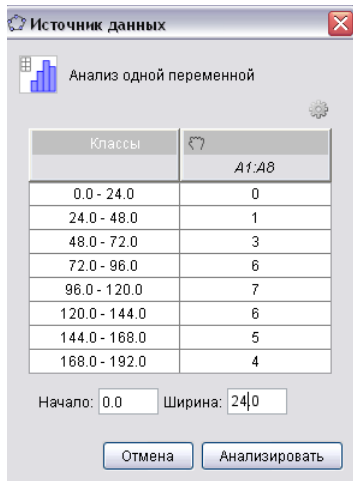 Источник данных
Анализ одной переменной
Классы
A1:A8
0.0 - 24.0 0
24.0 - 48.0 1
48.0 - 72.0 3
72.0 - 96.0 6
96.0 - 120.0 7
120.0 - 144.0 6
144.0 - 168.0 5
168.0 - 192.0 4
Начало: 0.0 Ширина: 24.0
Отмена Анализировать